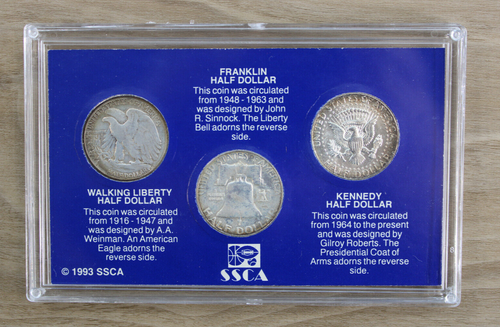 FRANKLIN
HALF DOLLAR
This coin was circulated
from 1948 - 1963 and
was designed by John
R. Sinnock. The Liberty
Bell adorns the reverse
side.
WALKING LIBERTY
HALF DOLLAR
This coin was circulated
from 1916 - 1947 and
was designed by A.A.
Weinman. An American
Eagle adorns the
reverse side.
KENNEDY
HALF DOLLAR
This coin was circulated
from 1964 to the present
and was designed by
Gilroy Roberts. The
Presidential Coat of
Arms adorns the reverse
side.
© 1993 SSCA
SSCA